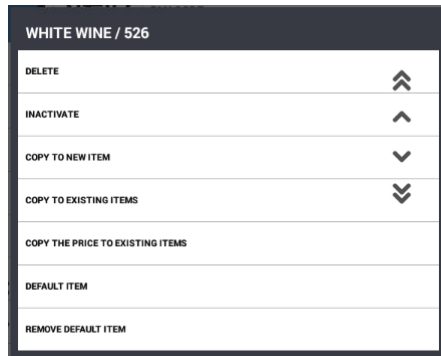 WHITE WINE / 526
DELETE
INACTIVATE
COPY TO NEW ITEM
COPY TO EXISTING ITEMS
COPY THE PRICE TO EXISTING ITEMS
DEFAULT ITEM
REMOVE DEFAULT ITEM